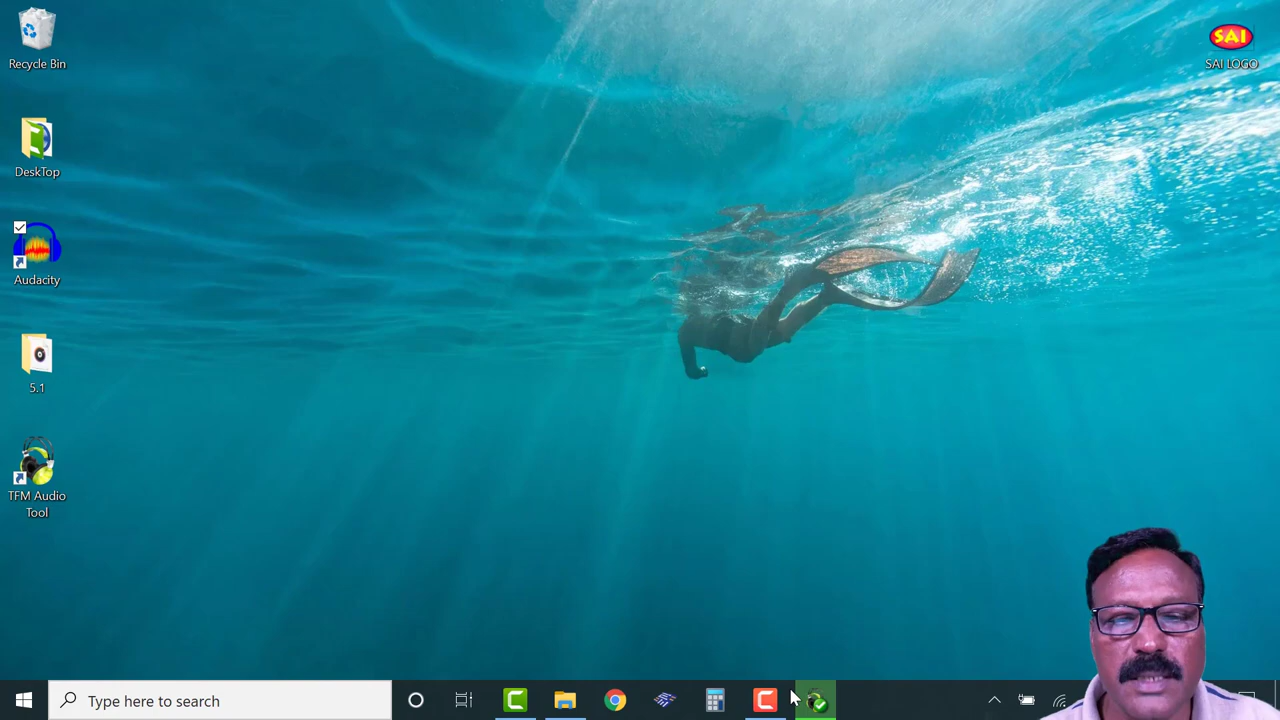 Recycle Bin
SAI
SAI LOGO
DeskTop
Audacity
5.1
TFM Audio
Tool
Type here to search